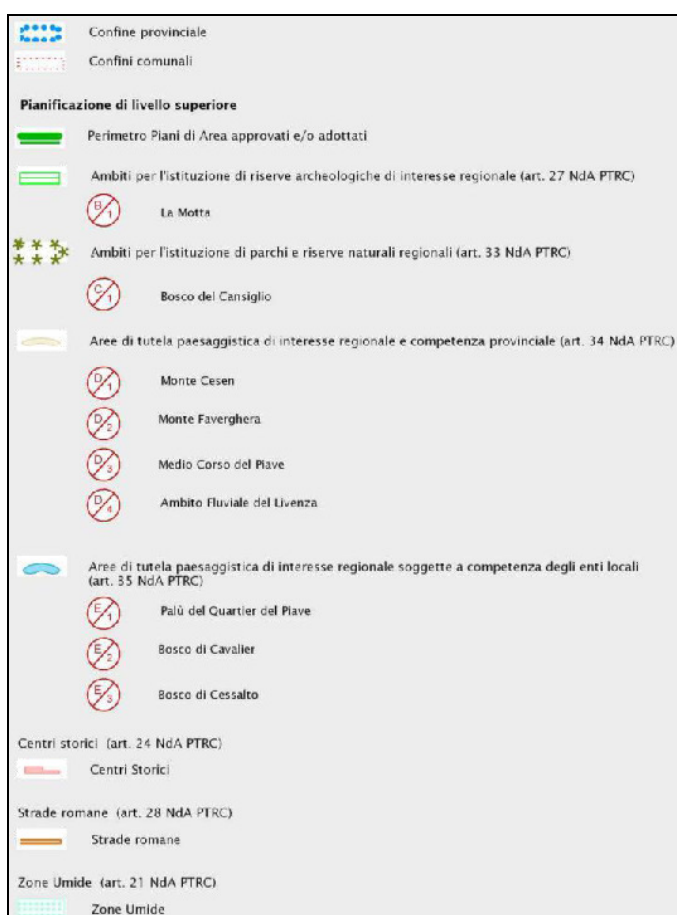 Confine provinciale
Confini comunali
Pianificazione di livello superiore
Perimetro Piani di Area approvati e/o adottati
Ambiti per l'istituzione di riserve archeologiche di interesse regionale (art. 27 NdA PTRC)
B/1 La Motta
Ambiti per l'istituzione di parchi e riserve naturali regionali (art. 33 NdA PTRC)
C/1 Bosco del Cansiglio
Aree di tutela paesaggistica di interesse regionale e competenza provinciale (art. 34 NdA PTRC)
D/1 Monte Cesen
D/2 Monte Faverghera
D/3 Medio Corso del Piave
D/4 Ambito Fluviale del Livenza
Aree di tutela paesaggistica di interesse regionale soggette a competenza degli enti locali
(art. 35 NdA PTRC)
E/1 Palù del Quartier del Piave
E/2 Bosco di Cavalier
E/3 Bosco di Cessalto
Centri storici (art. 24 NdA PTRC)
Centri Storici
Strade romane (art. 28 NdA PTRC)
Strade romane
Zone Umide (art. 21 NdA PTRC)
Zone Umide